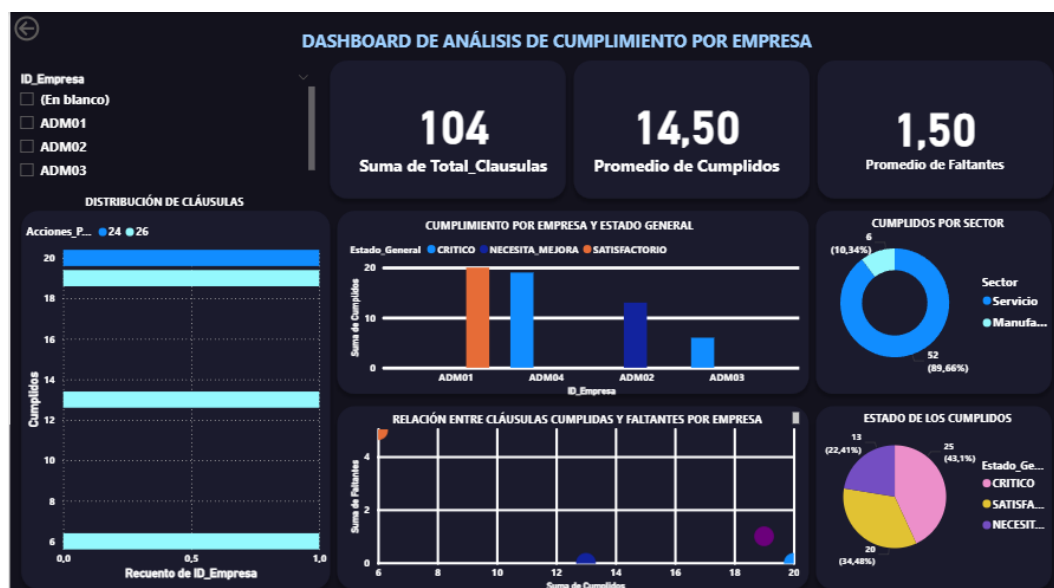 DASHBOARD DE ANÁLISIS DE CUMPLIMIENTO POR EMPRESA
ID_Empresa
(En blanco)
ADM01
ADM02
ADM03
104
Suma de Total_Clausulas
14,50
Promedio de Cumplidos
1,50
Promedio de Faltantes
DISTRIBUCIÓN DE CLÁUSULAS
Acciones_P... 24 26
Cumplidos
20
18
16
14
12
10
8
6
0,0 0,5 1,0
Recuento de ID_Empresa
CUMPLIMIENTO POR EMPRESA Y ESTADO GENERAL
Estado_General CRITICO NECESITA_MEJORA SATISFACTORIO
Suma de Cumplidos
20
10
0
ADM01 ADM04 ADM02 ADM03
ID_Empresa
CUMPLIDOS POR SECTOR
6
(10,34%)
Sector
Servicio
Manufa...
52
(89,66%)
RELACIÓN ENTRE CLÁUSULAS CUMPLIDAS Y FALTANTES POR EMPRESA
Suma de Faltantes
4
2
0
6 8 10 12 14 16 18 20
Suma de Cumplidos
ESTADO DE LOS CUMPLIDOS
13
(22,41%)
25
(43,1%)
Estado_Ge...
CRITICO
SATISFA...
NECESIT...
20
(34,48%)